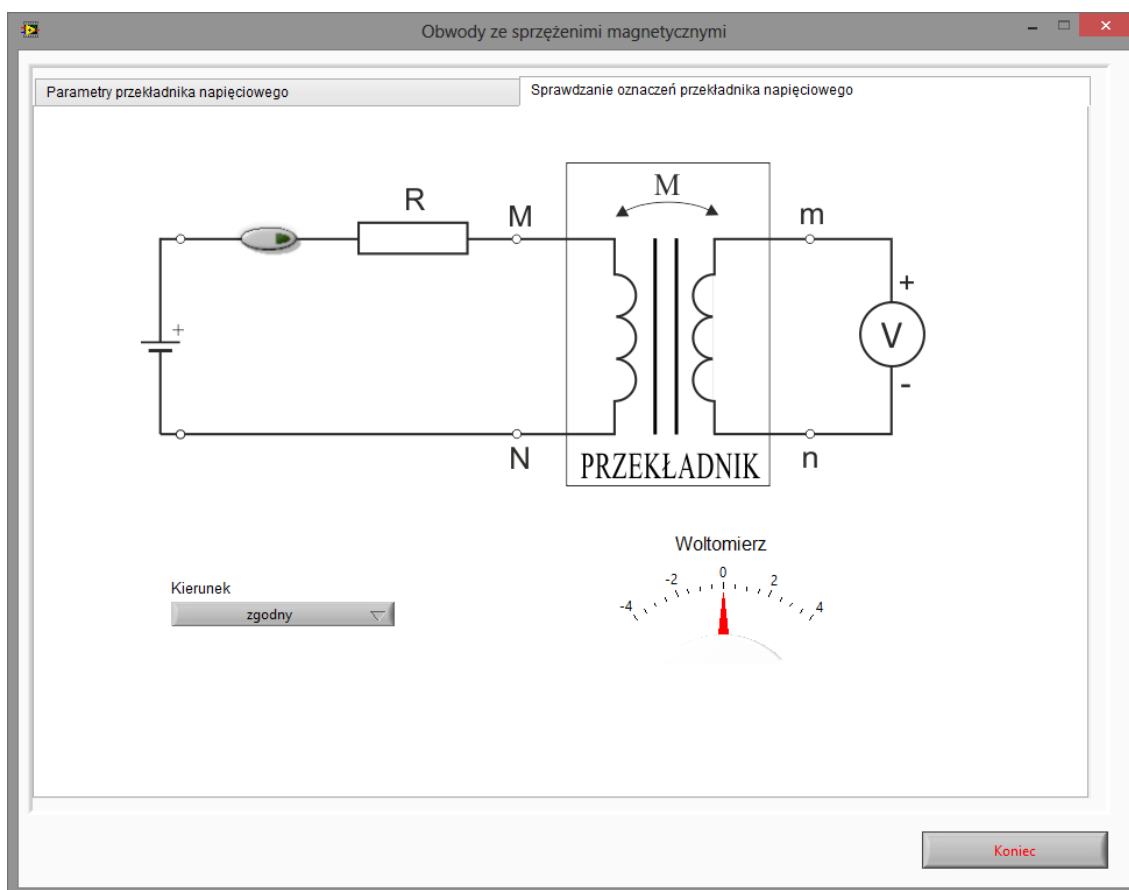 Obwody ze sprzężeniami magnetycznymi
Parametry przekładnika napięciowego
Sprawdzanie oznaczeń przekładnika napięciowego
R
M
M
m
+
+
V
-
N
n
PRZEKŁADNIK
Woltomierz
-4 -2 0 2 4
Kierunek
zgodny
Koniec